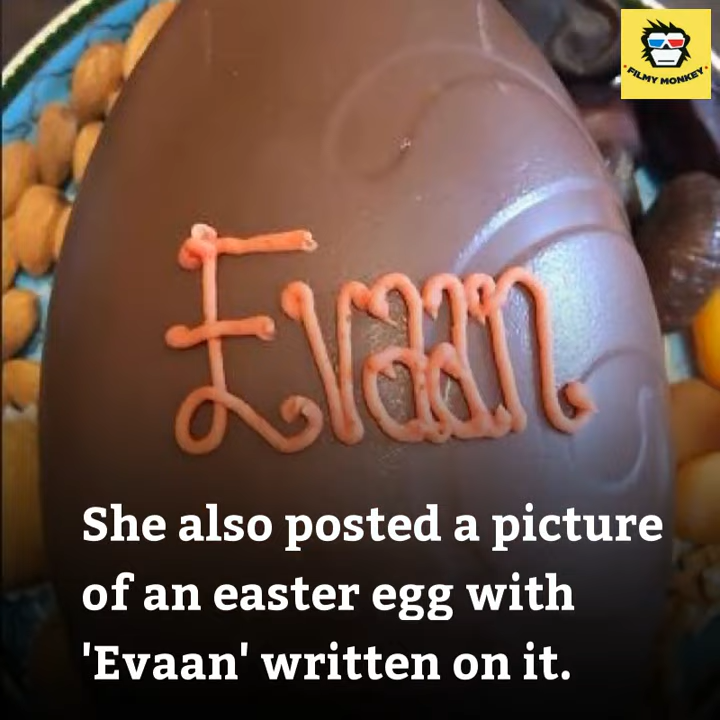 FILMY MONKEY
Evaan
She also posted a picture
of an easter egg with
'Evaan' written on it.